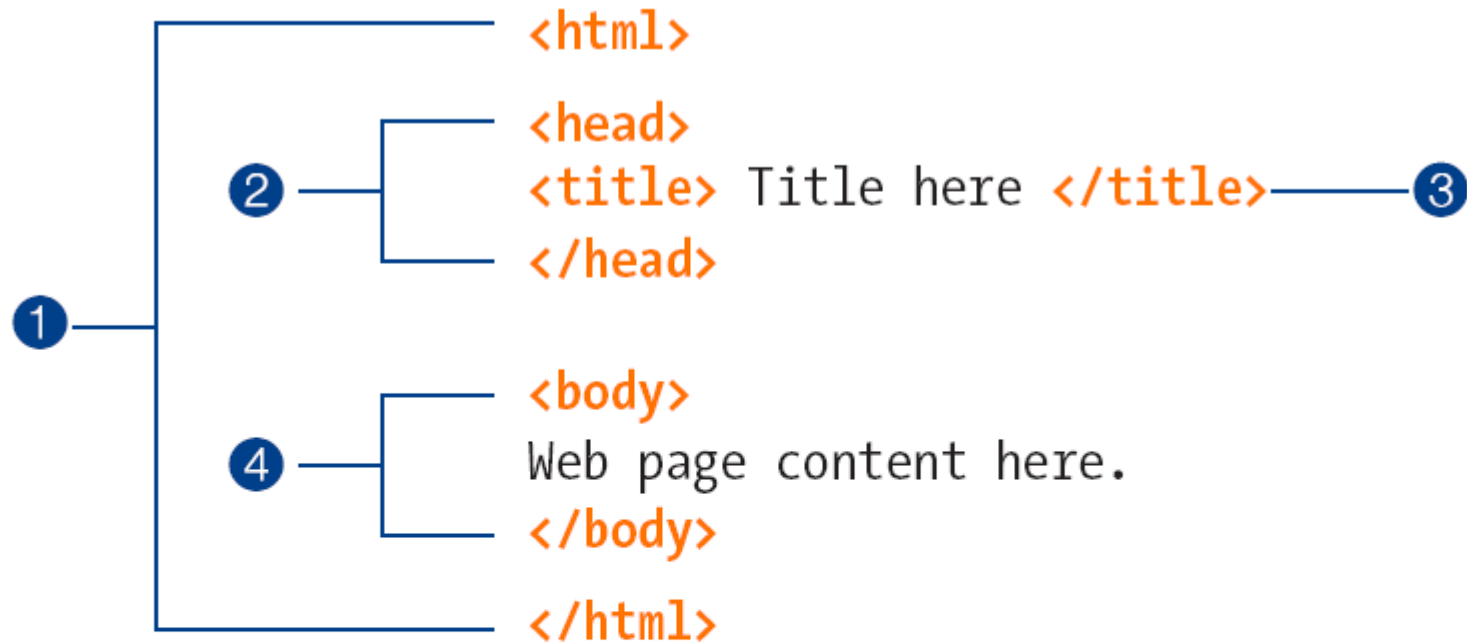 <html>
<head>
2 <title> Title here </title> 3
</head>
1
<body>
4 Web page content here.
</body>
</html>